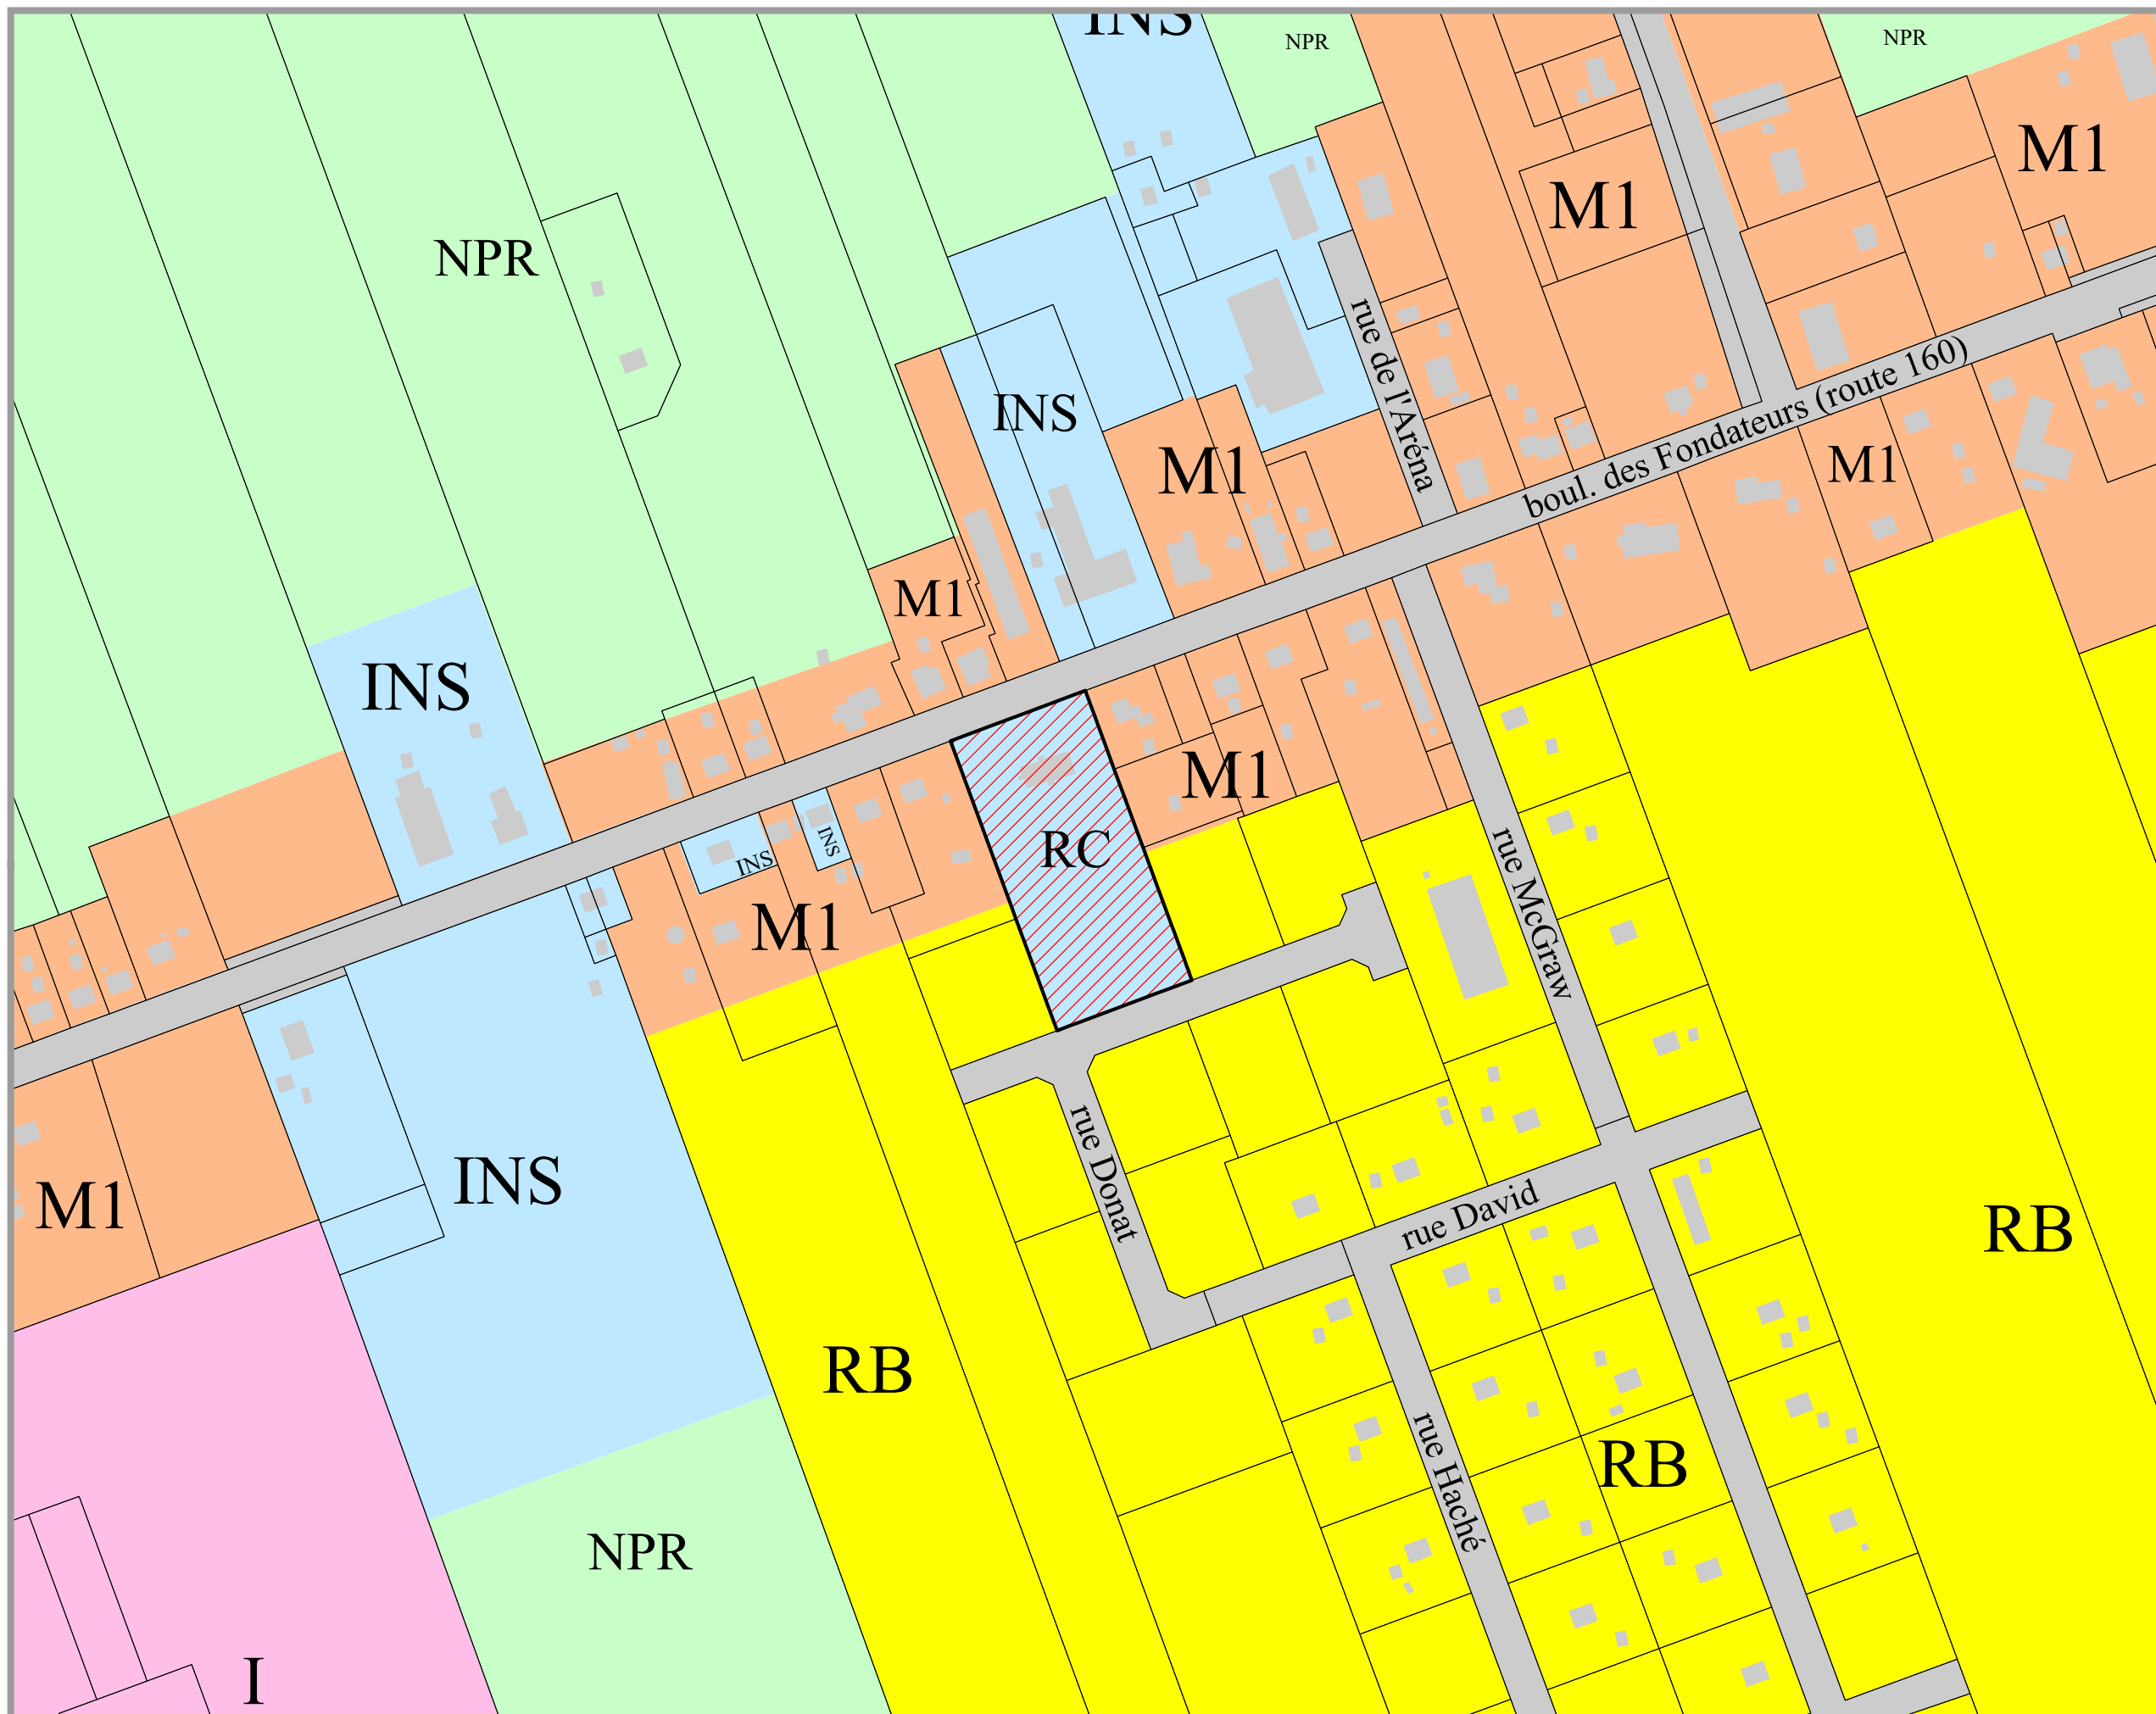 INS
NPR
NPR
M1
M1
NPR
rue de l'Aréna
boul. des Fondateurs (route 160)
INS
M1
M1
M1
INS
M1
RC
INS
INS
M1
rue McGraw
INS
M1
rue Donat
rue David
RB
RB
rue Haché
RB
NPR
I